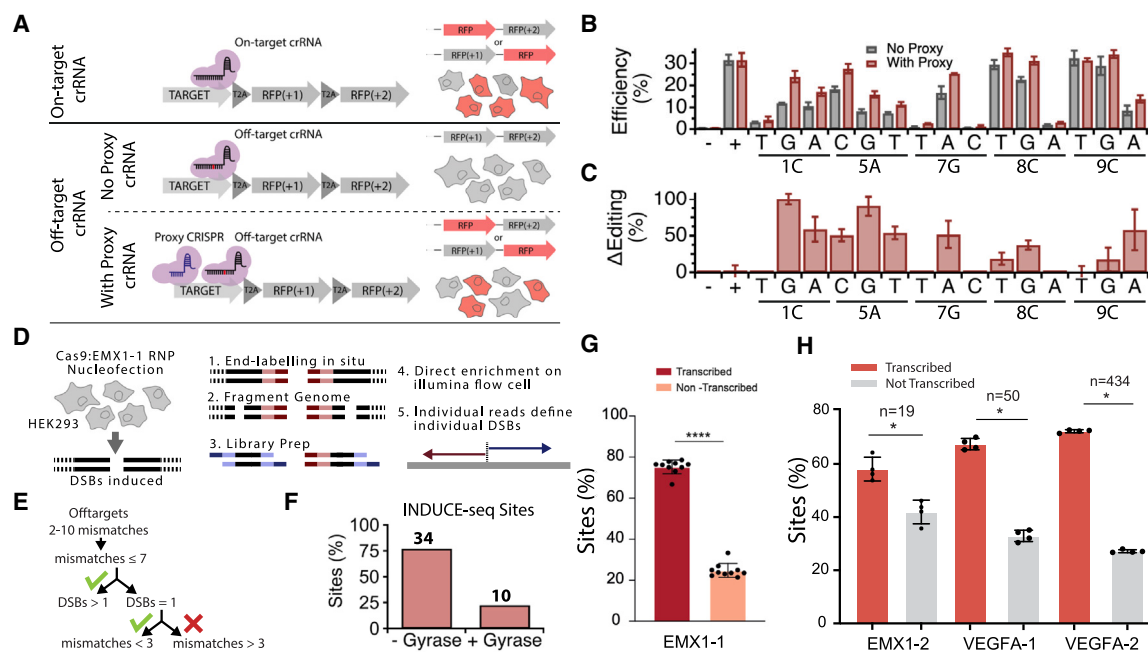 A
On-target crRNA
On-target crRNA
TARGET T2A RFP(+1) T2A RFP(+2)
RFP RFP(+2)
or
RFP(+1) RFP
Off-target crRNA
No Proxy crRNA
Off-target crRNA
TARGET T2A RFP(+1) T2A RFP(+2)
RFP(+1) RFP(+2)
With Proxy crRNA
Proxy CRISPR Off-target crRNA
TARGET T2A RFP(+1) T2A RFP(+2)
RFP RFP(+2)
or
RFP(+1) RFP
B
No Proxy
With Proxy
Efficiency (%)
30
20
10
0
- + T G A C G T T A C T G A T G A
1C 5A 7G 8C 9C
C
ΔEditing (%)
100
50
0
- + T G A C G T T A C T G A T G A
1C 5A 7G 8C 9C
D
Cas9:EMX1-1 RNP
Nucleofection
HEK293
DSBs induced
1. End-labelling in situ
2. Fragment Genome
3. Library Prep
4. Direct enrichment on
illumina flow cell
5. Individual reads define
individual DSBs
E
Offtargets
2-10 mismatches
mismatches ≤ 7
DSBs > 1 DSBs = 1
mismatches < 3 mismatches > 3
F
INDUCE-seq Sites
Sites (%)
100
75
50
25
0
34
10
- Gyrase + Gyrase
G
Transcribed
Non -Transcribed
Sites (%)
100
80
60
40
20
0
****
EMX1-1
H
Transcribed
Not Transcribed
Sites (%)
80
60
40
20
0
n=19
*
n=50
*
n=434
*
EMX1-2 VEGFA-1 VEGFA-2